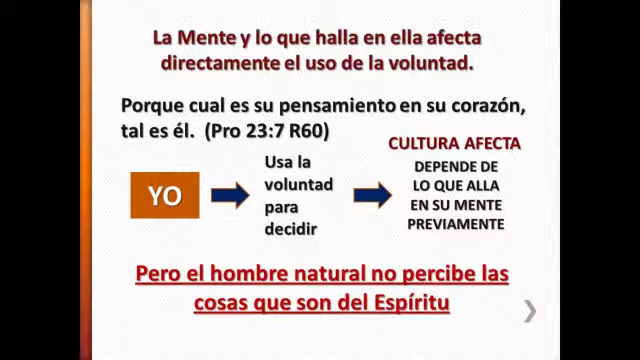 La Mente y lo que halla en ella afecta
directamente el uso de la voluntad.
Porque cual es su pensamiento en su corazón,
tal es él. (Pro 23:7 R60)
YO
Usa la
voluntad
para
decidir
CULTURA AFECTA
DEPENDE DE
LO QUE ALLA
EN SU MENTE
PREVIAMENTE
Pero el hombre natural no percibe las
cosas que son del Espíritu